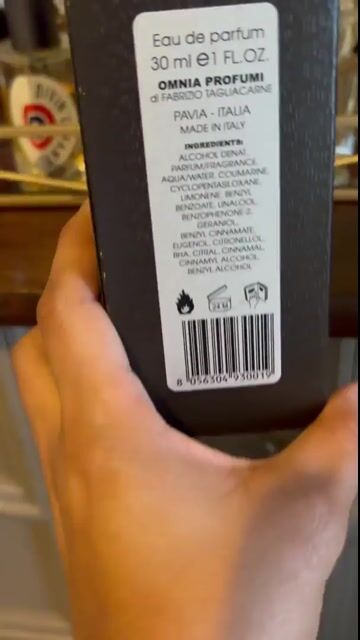 Eau de parfum
30 ml e 1 FL.OZ.
OMNIA PROFUMI
di FABRIZIO TAGLIACARNE
PAVIA - ITALIA
MADE IN ITALY
INGREDIENTS:
ALCOHOL DENAT.
PARFUM/FRAGRANCE,
AQUA/WATER, COUMARINE,
CYCLOPENTASILOXANE,
LIMONENE, BENZYL
BENZOATE, LINALOOL,
BENZOPHENONE-2,
GERANIOL,
BENZYL CINNAMATE,
EUGENOL, CITRONELLOL,
BHA, CITRAL, CINNAMAL,
CINNAMYL ALCOHOL,
BENZYL ALCOHOL
24 M
8 056304 930019